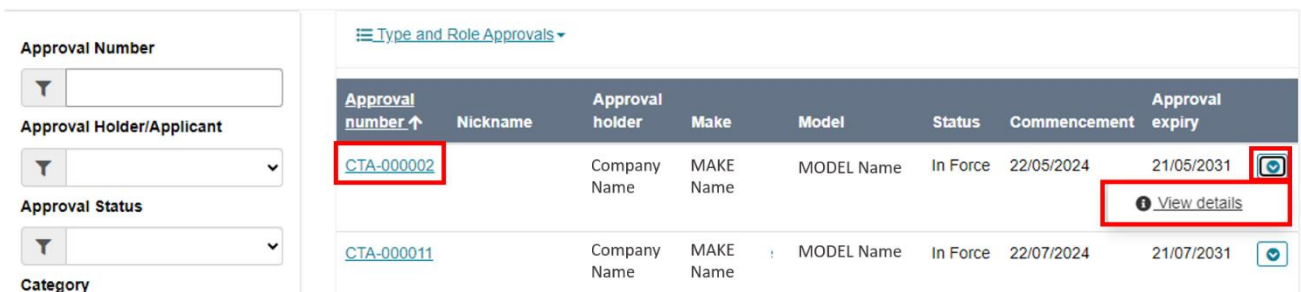 Approval Number
Approval Holder/Applicant
Approval Status
Category
Type and Role Approvals
Approval number Nickname Approval holder Make Model Status Commencement Approval expiry
CTA-000002 Company Name MAKE Name MODEL Name In Force 22/05/2024 21/05/2031
View details
CTA-000011 Company Name MAKE Name MODEL Name In Force 22/07/2024 21/07/2031